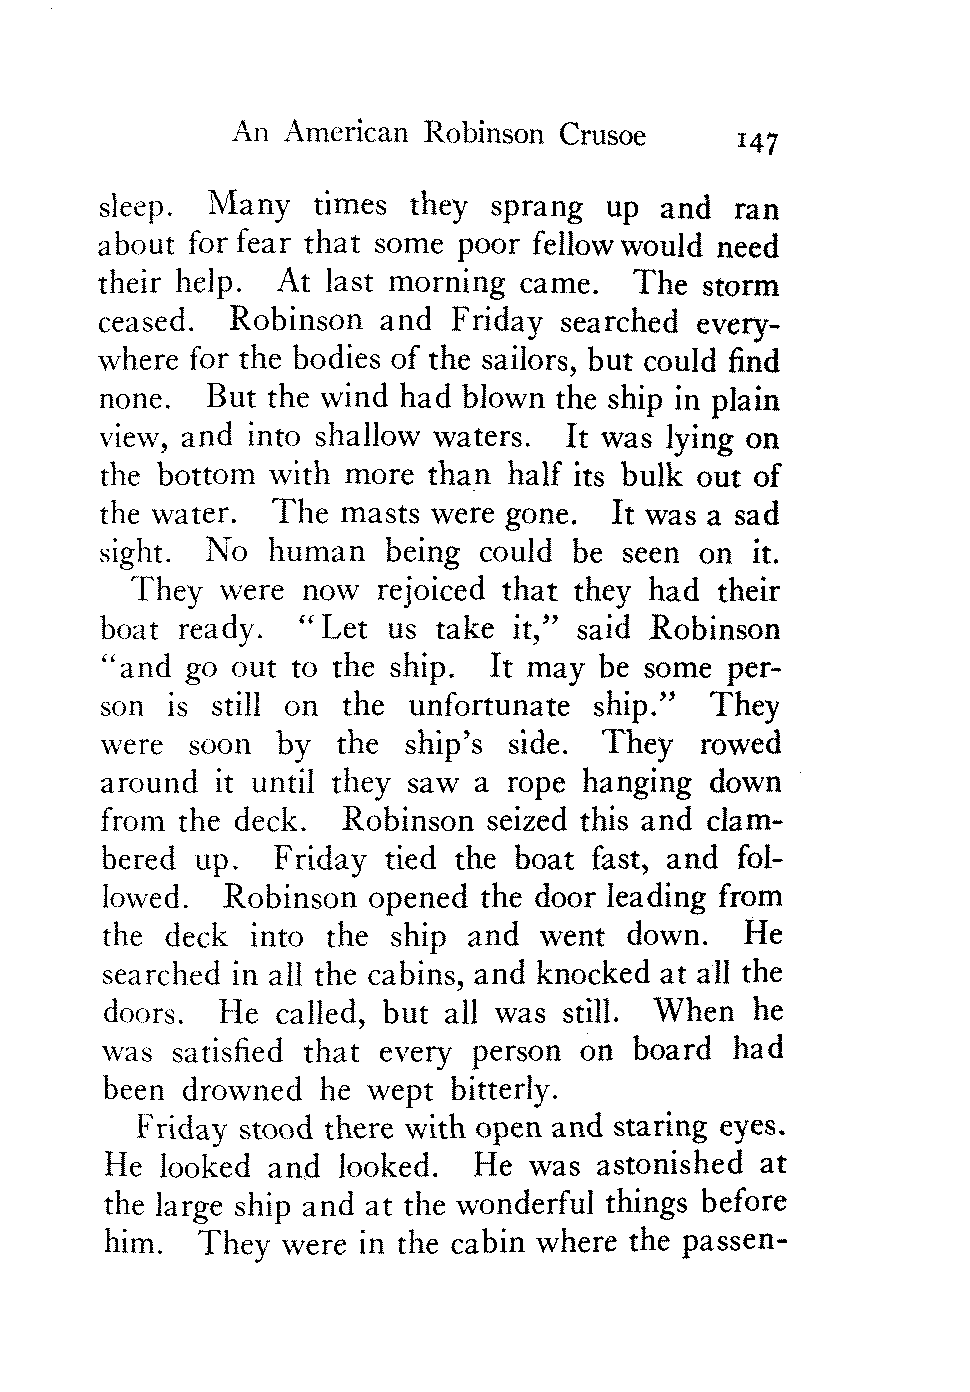 An American Robinson Crusoe 147
sleep. Many times they sprang up and ran
about for fear that some poor fellow would need
their help. At last morning came. The storm
ceased. Robinson and Friday searched every-
where for the bodies of the sailors, but could find
none. But the wind had blown the ship in plain
view, and into shallow waters. It was lying on
the bottom with more than half its bulk out of
the water. The masts were gone. It was a sad
sight. No human being could be seen on it.
They were now rejoiced that they had their
boat ready. "Let us take it," said Robinson
"and go out to the ship. It may be some per-
son is still on the unfortunate ship." They
were soon by the ship's side. They rowed
around it until they saw a rope hanging down
from the deck. Robinson seized this and clam-
bered up. Friday tied the boat fast, and fol-
lowed. Robinson opened the door leading from
the deck into the ship and went down. He
searched in all the cabins, and knocked at all the
doors. He called, but all was still. When he
was satisfied that every person on board had
been drowned he wept bitterly.
Friday stood there with open and staring eyes.
He looked and looked. He was astonished at
the large ship and at the wonderful things before
him. They were in the cabin where the passen-